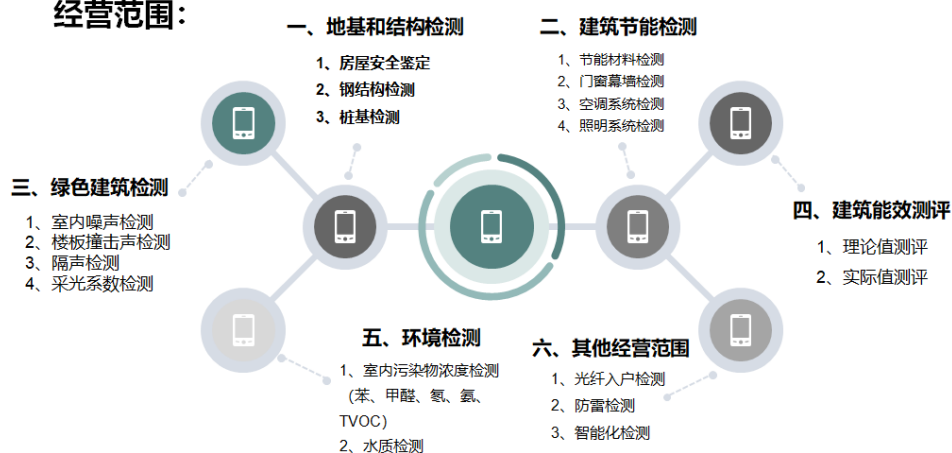 经营范围：
一、地基和结构检测
1、房屋安全鉴定
2、钢结构检测
3、桩基检测
二、建筑节能检测
1、节能材料检测
2、门窗幕墙检测
3、空调系统检测
4、照明系统检测
三、绿色建筑检测
1、室内噪声检测
2、楼板撞击声检测
3、隔声检测
4、采光系数检测
四、建筑能效测评
1、理论值测评
2、实际值测评
五、环境检测
1、室内污染物浓度检测
（苯、甲醛、氡、氨、
TVOC）
2、水质检测
六、其他经营范围
1、光纤入户检测
2、防雷检测
3、智能化检测